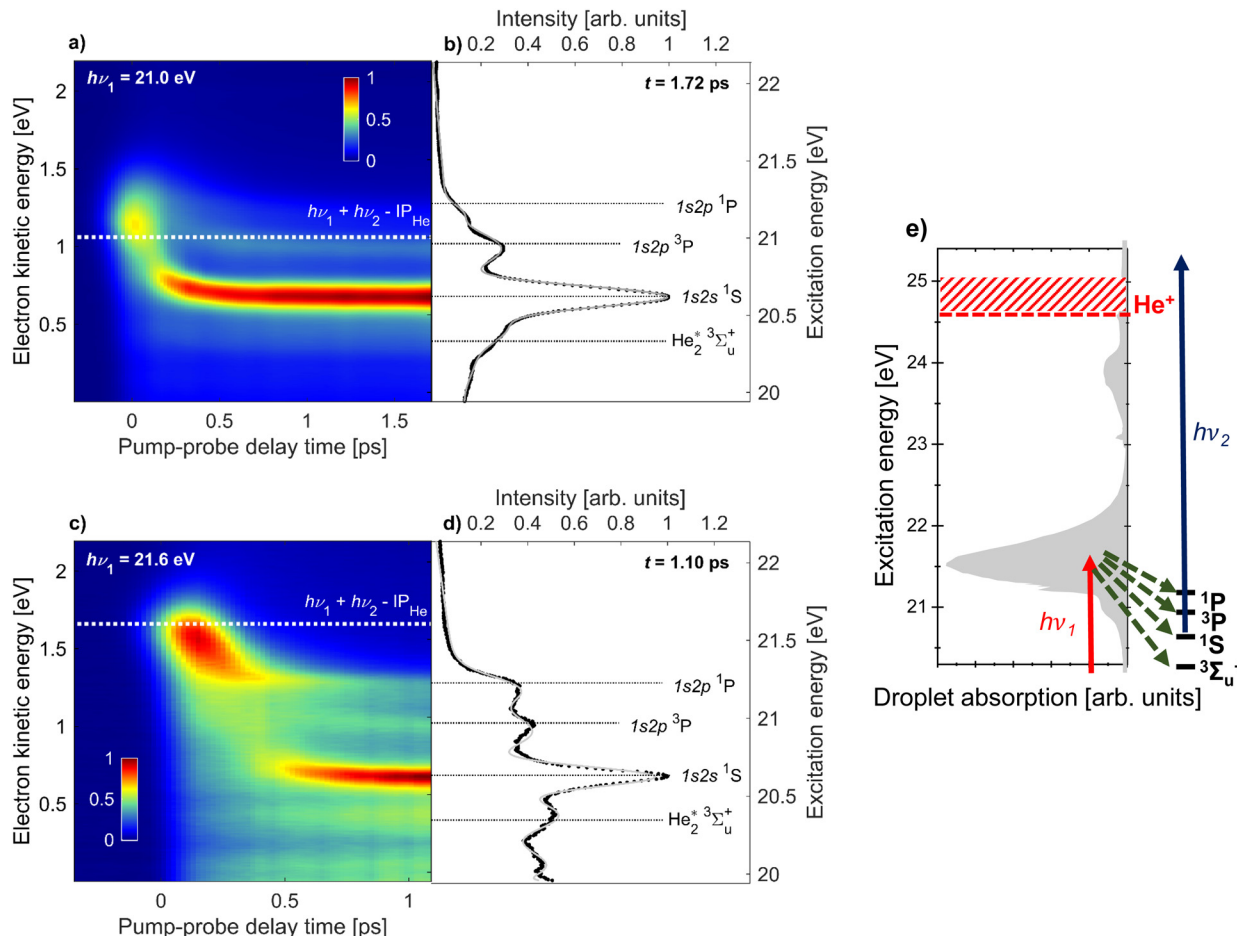 Intensity [arb. units]
a)
b) 0.2 0.4 0.6 0.8 1 1.2
hν₁ = 21.0 eV
t = 1.72 ps
1
0.5
0
2
1.5
1
0.5
Electron kinetic energy [eV]
hν₁ + hν₂ - IP_He
1s2p ¹P
1s2p ³P
1s2s ¹S
He₂* ³Σᵤ⁺
22
21.5
21
20.5
20
Excitation energy [eV]
0 0.5 1 1.5
Pump-probe delay time [ps]
Intensity [arb. units]
c)
d) 0.2 0.4 0.6 0.8 1 1.2
hν₁ = 21.6 eV
t = 1.10 ps
hν₁ + hν₂ - IP_He
2
1.5
1
0.5
Electron kinetic energy [eV]
1
0.5
0
1s2p ¹P
1s2p ³P
1s2s ¹S
He₂* ³Σᵤ⁺
22
21.5
21
20.5
20
Excitation energy [eV]
0 0.5 1
Pump-probe delay time [ps]
e)
25
24
23
22
21
Excitation energy [eV]
He⁺
hν₂
hν₁
¹P
³P
¹S
³Σᵤ
Droplet absorption [arb. units]